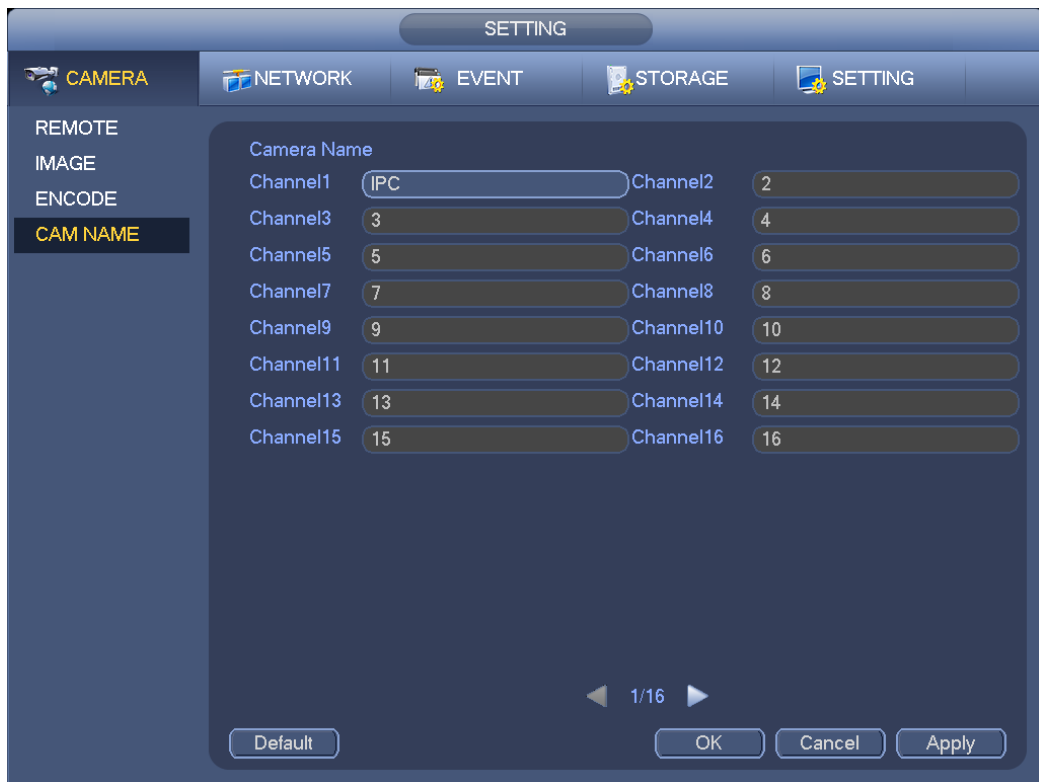 SETTING
CAMERA NETWORK EVENT STORAGE SETTING
REMOTE
IMAGE
ENCODE
CAM NAME
Camera Name
Channel1 IPC Channel2 2
Channel3 3 Channel4 4
Channel5 5 Channel6 6
Channel7 7 Channel8 8
Channel9 9 Channel10 10
Channel11 11 Channel12 12
Channel13 13 Channel14 14
Channel15 15 Channel16 16
1/16
Default OK Cancel Apply